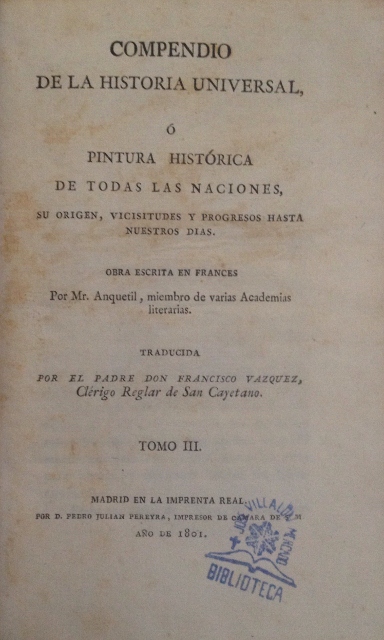 COMPENDIO
DE LA HISTORIA UNIVERSAL,
Ó
PINTURA HISTÓRICA
DE TODAS LAS NACIONES,
SU ORIGEN, VICISITUDES Y PROGRESOS HASTA
NUESTROS DIAS.
OBRA ESCRITA EN FRANCES
Por Mr. Anquetil, miembro de varias Academias
literarias.
TRADUCIDA
POR EL PADRE DON FRANCISCO VAZQUEZ,
Clérigo Reglar de San Cayetano.
TOMO III.
MADRID EN LA IMPRENTA REAL.
POR D. PEDRO JULIAN PEREYRA, IMPRESOR DE CÁMARA DE S. M.
AÑO DE 1801.
BIBLIOTECA